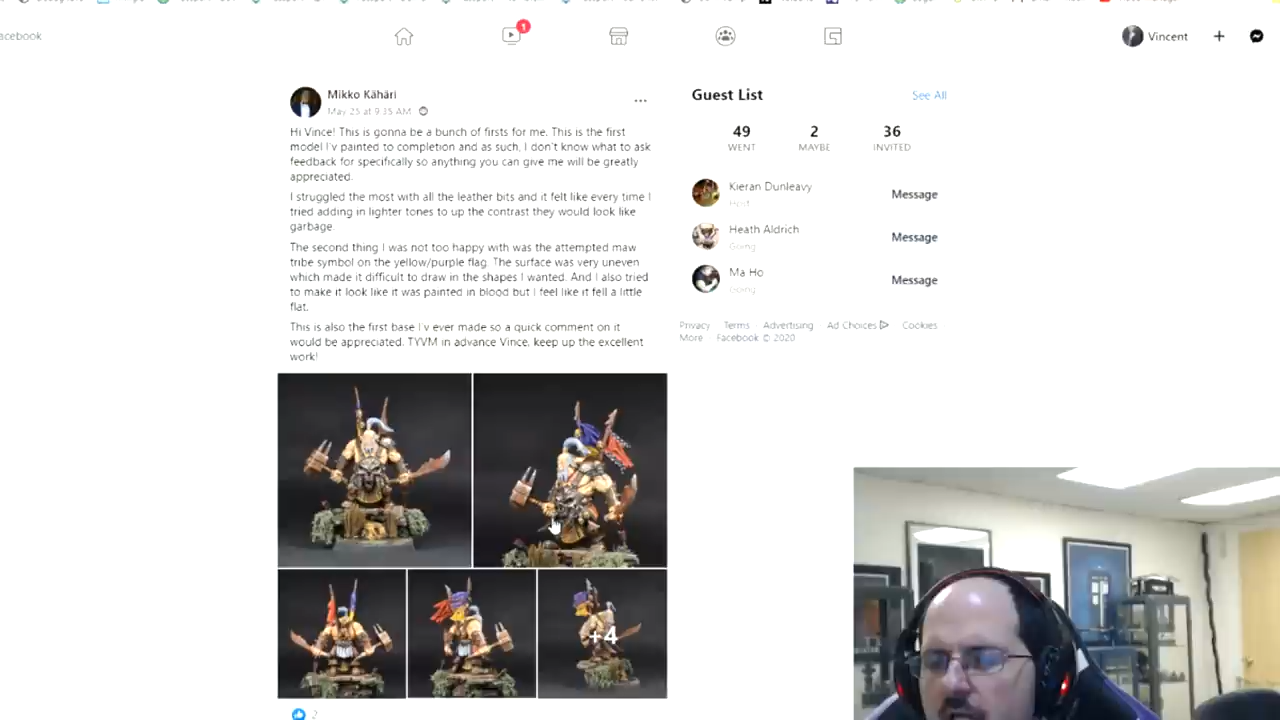 acebook
1
Vincent
Mikko Kähäri
May 25 at 9:35 AM
Hi Vince! This is gonna be a bunch of firsts for me. This is the first
model I'v painted to completion and as such, I don't know what to ask
feedback for specifically so anything you can give me will be greatly
appreciated.
I struggled the most with all the leather bits and it felt like every time I
tried adding in lighter tones to up the contrast they would look like
garbage.
The second thing I was not too happy with was the attempted maw
tribe symbol on the yellow/purple flag. The surface was very uneven
which made it difficult to draw in the shapes I wanted. And I also tried
to make it look like it was painted in blood but I feel like it fell a little
flat.
This is also the first base I'v ever made so a quick comment on it
would be appreciated. TYVM in advance Vince, keep up the excellent
work!
+4
2
Guest List
See All
49
2
36
WENT
MAYBE
INVITED
Kieran Dunleavy
Message
Host
Heath Aldrich
Message
Going
Ma Ho
Message
Going
Privacy Terms Advertising Ad Choices Cookies
More Facebook © 2020